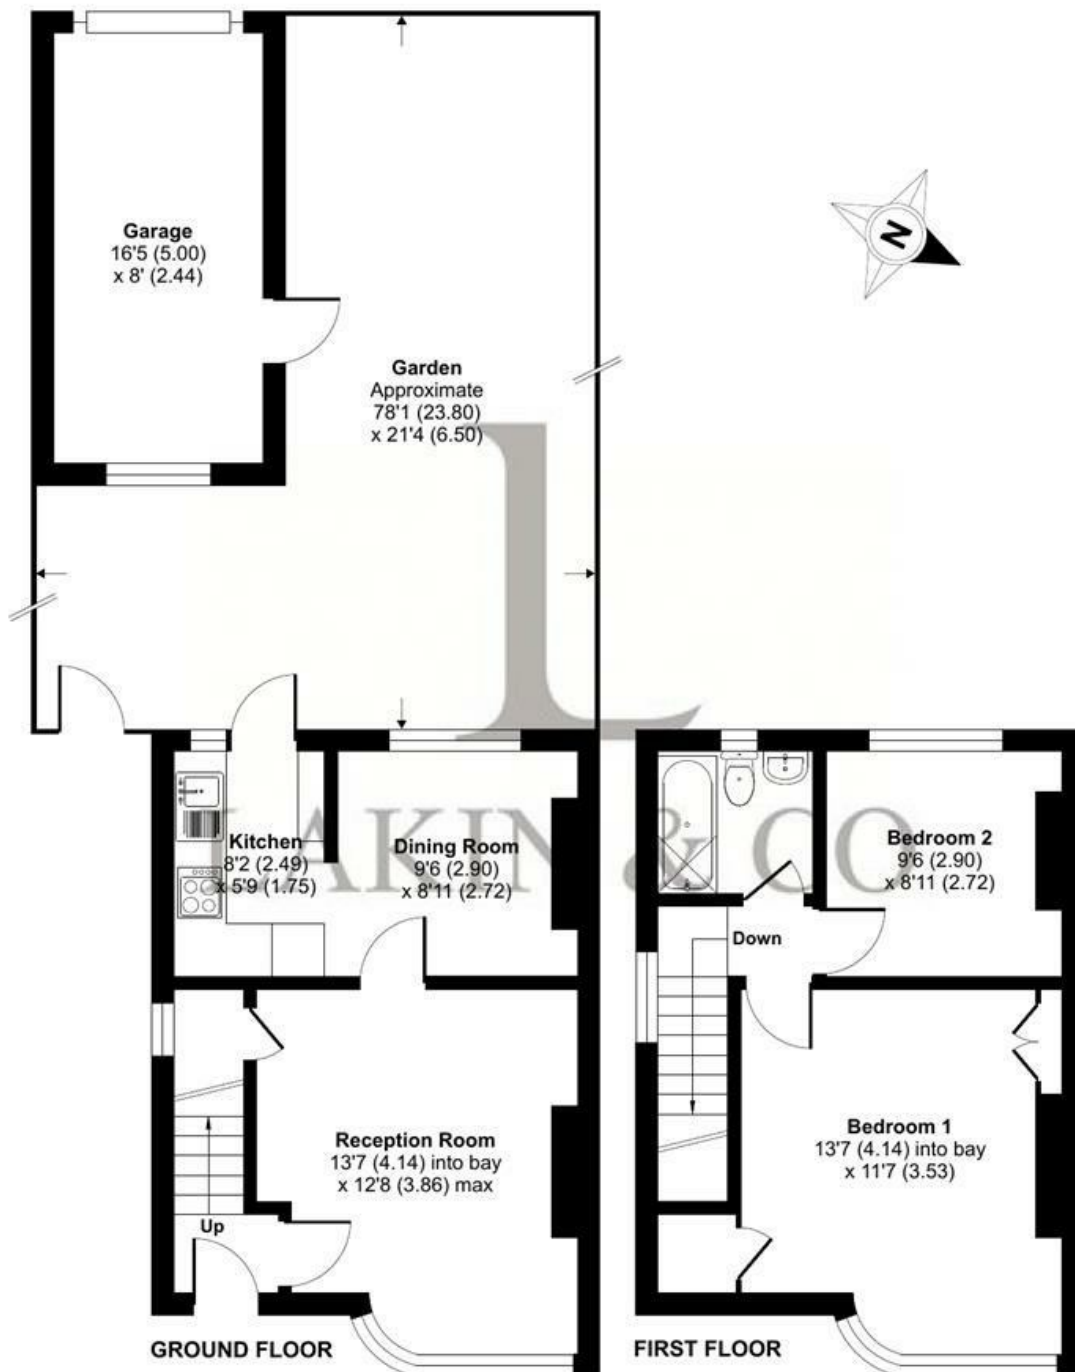 Garage
16'5 (5.00)
x 8' (2.44)
N
Garden
Approximate
78'1 (23.80)
x 21'4 (6.50)
L
LAKIN & CO
Kitchen
8'2 (2.49)
x 5'9 (1.75)
Dining Room
9'6 (2.90)
x 8'11 (2.72)
Bedroom 2
9'6 (2.90)
x 8'11 (2.72)
Down
Reception Room
13'7 (4.14) into bay
x 12'8 (3.86) max
Bedroom 1
13'7 (4.14) into bay
x 11'7 (3.53)
Up
GROUND FLOOR
FIRST FLOOR